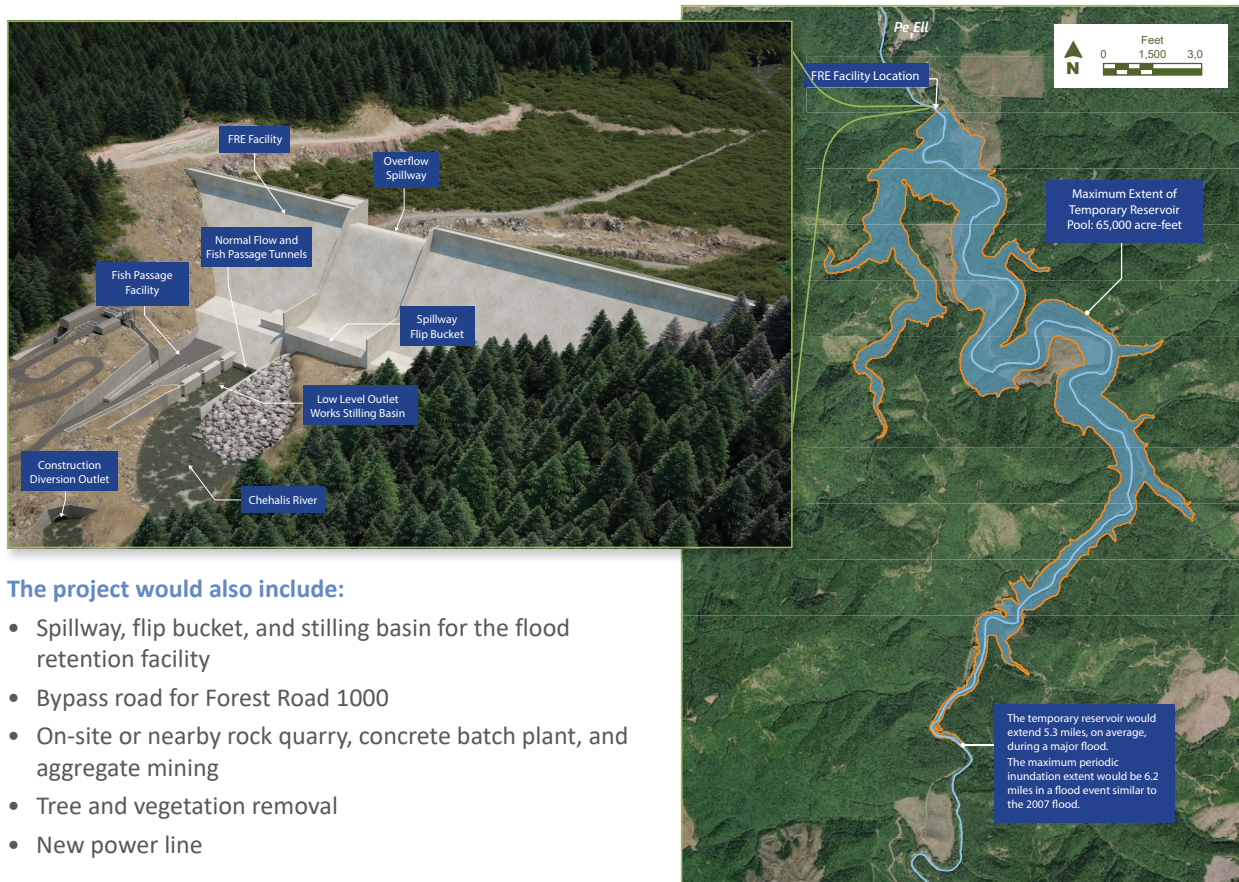 FRE Facility
Overflow
Spillway
Normal Flow and
Fish Passage Tunnels
Fish Passage
Facility
Spillway
Flip Bucket
Low Level Outlet
Works Stilling Basin
Construction
Diversion Outlet
Chehalis River
Pe Ell
Feet
0 1,500 3,0
N
FRE Facility Location
Maximum Extent of
Temporary Reservoir
Pool: 65,000 acre-feet
The temporary reservoir would
extend 5.3 miles, on average,
during a major flood.
The maximum periodic
inundation extent would be 6.2
miles in a flood event similar to
the 2007 flood.
The project would also include:
• Spillway, flip bucket, and stilling basin for the flood
retention facility
• Bypass road for Forest Road 1000
• On-site or nearby rock quarry, concrete batch plant, and
aggregate mining
• Tree and vegetation removal
• New power line